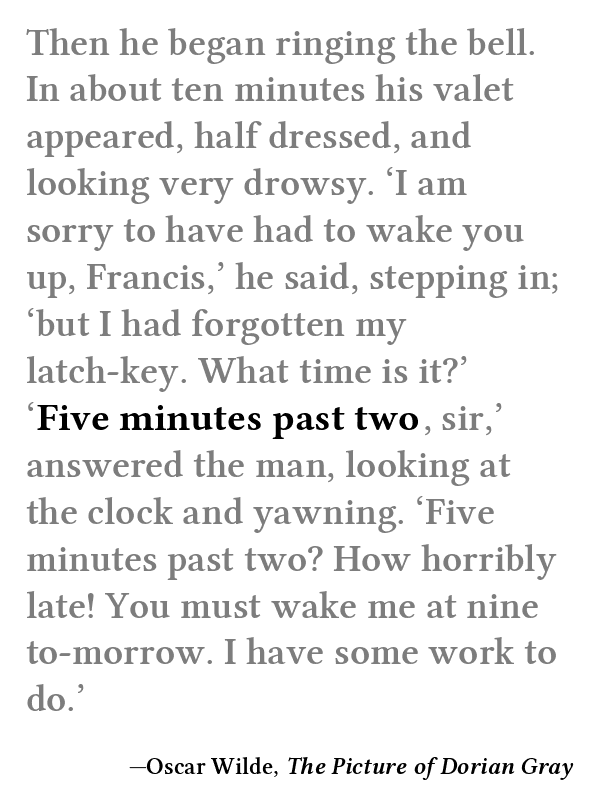 Then he began ringing the bell.
In about ten minutes his valet
appeared, half dressed, and
looking very drowsy. ‘I am
sorry to have had to wake you
up, Francis,’ he said, stepping in;
‘but I had forgotten my
latch-key. What time is it?’
‘Five minutes past two, sir,’
answered the man, looking at
the clock and yawning. ‘Five
minutes past two? How horribly
late! You must wake me at nine
to-morrow. I have some work to
do.’
—Oscar Wilde, The Picture of Dorian Gray